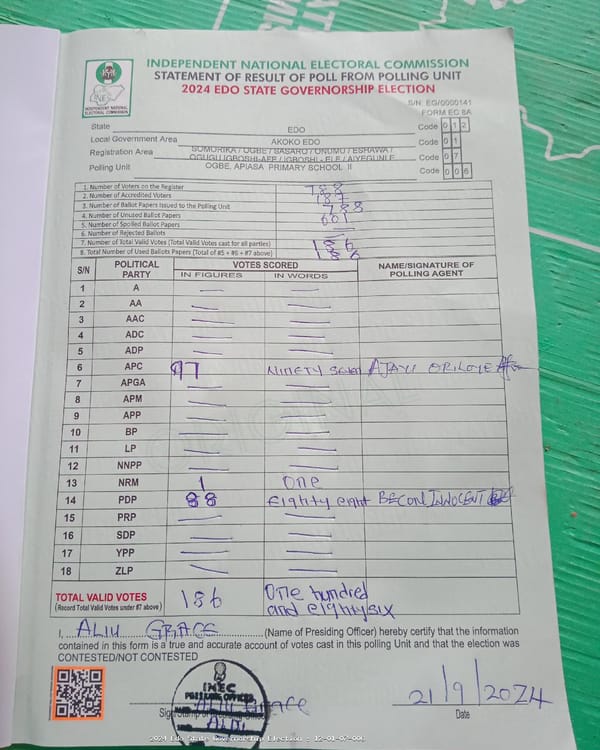 INDEPENDENT NATIONAL ELECTORAL COMMISSION
STATEMENT OF RESULT OF POLL FROM POLLING UNIT
2024 EDO STATE GOVERNORSHIP ELECTION
INDEPENDENT NATIONAL ELECTORAL COMMISSION
S/N: EG/0000141
FORM EC 8A
State EDO Code 0 1 2
Local Government Area AKOKO EDO Code 0 1
Registration Area SOMORIKA / OGBE / SASARO / ONUMU / ESHAWA / OGUGU IGBOSHI-AFE / IGBOSHI - ELE / AIYEGUNLE Code 0 7
Polling Unit OGBE, APIASA PRIMARY SCHOOL II Code 0 0 6
1. Number of Voters on the Register 788
2. Number of Accredited Voters 187
3. Number of Ballot Papers Issued to the Polling Unit 788
4. Number of Unused Ballot Papers 601
5. Number of Spoiled Ballot Papers
6. Number of Rejected Ballots
7. Number of Total Valid Votes (Total Valid Votes cast for all parties) 186
8. Total Number of Used Ballots Papers (Total of #5 + #6 + #7 above) 186
S/N POLITICAL PARTY VOTES SCORED NAME/SIGNATURE OF POLLING AGENT
IN FIGURES IN WORDS
1 A
2 AA
3 AAC
4 ADC
5 ADP
6 APC 97 NINETY Seven AJAYI ORILOYE
7 APGA
8 APM
9 APP
10 BP
11 LP
12 NNPP
13 NRM 1 One
14 PDP 88 Eighty eight BECON INNOCENT
15 PRP
16 SDP
17 YPP
18 ZLP
TOTAL VALID VOTES 186 One hundred
(Record Total Valid Votes under #7 above) and eighty six
I, ALIU GRACE (Name of Presiding Officer) hereby certify that the information
contained in this form is a true and accurate account of votes cast in this polling Unit and that the election was
CONTESTED/NOT CONTESTED
INEC
PRESIDING OFFICER
21/9/2024
Date
2024 Edo State Governorship Election - 12-01-07-006